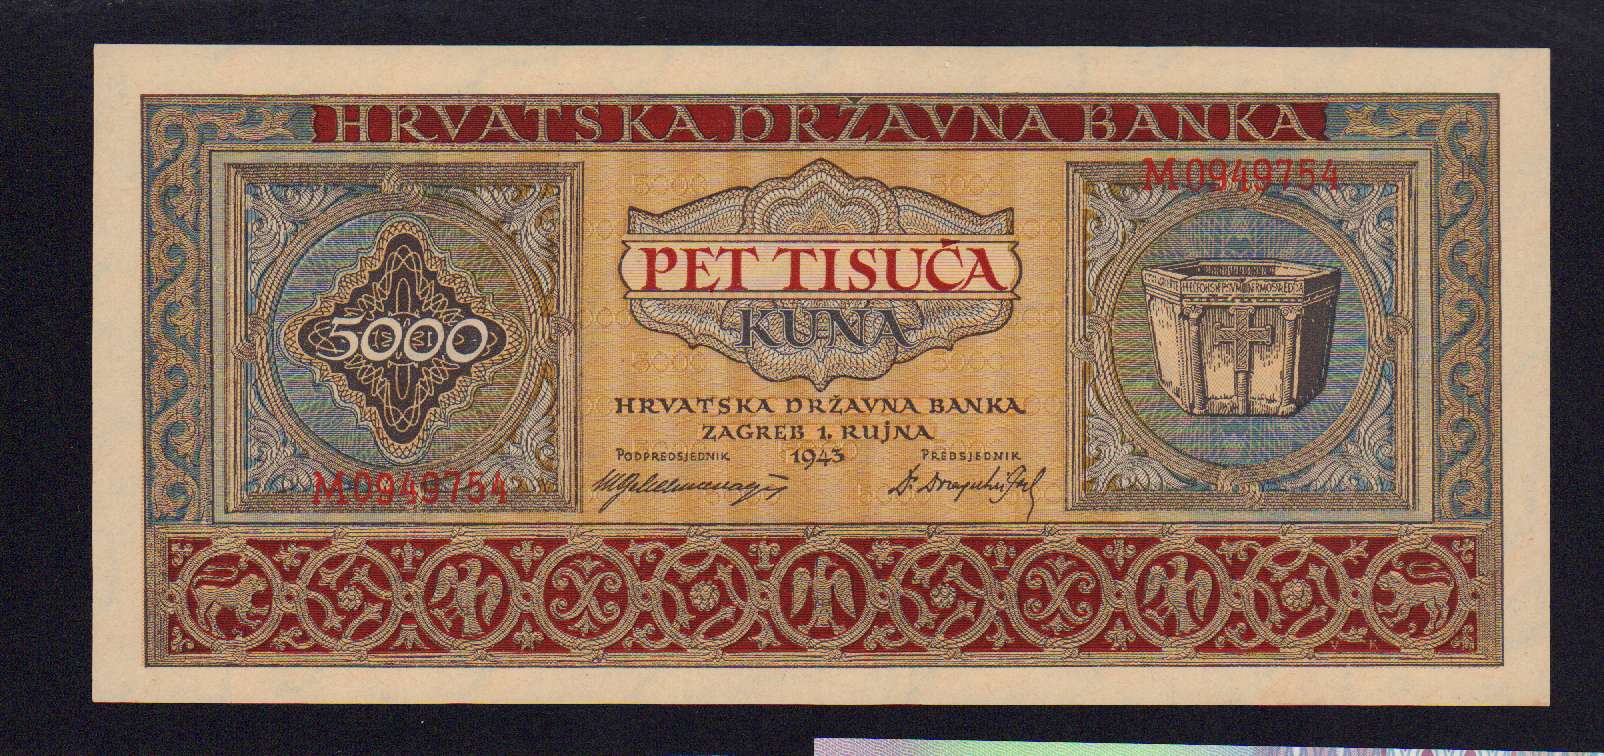 HRVATSKA DRŽAVNA BANKA
M0949754
PET TISUĆA
5000
KUNA
HRVATSKA DRŽAVNA BANKA
ZAGREB 1. RUJNA
PODPREDSJEDNIK 1943 PREDSJEDNIK
M0949754